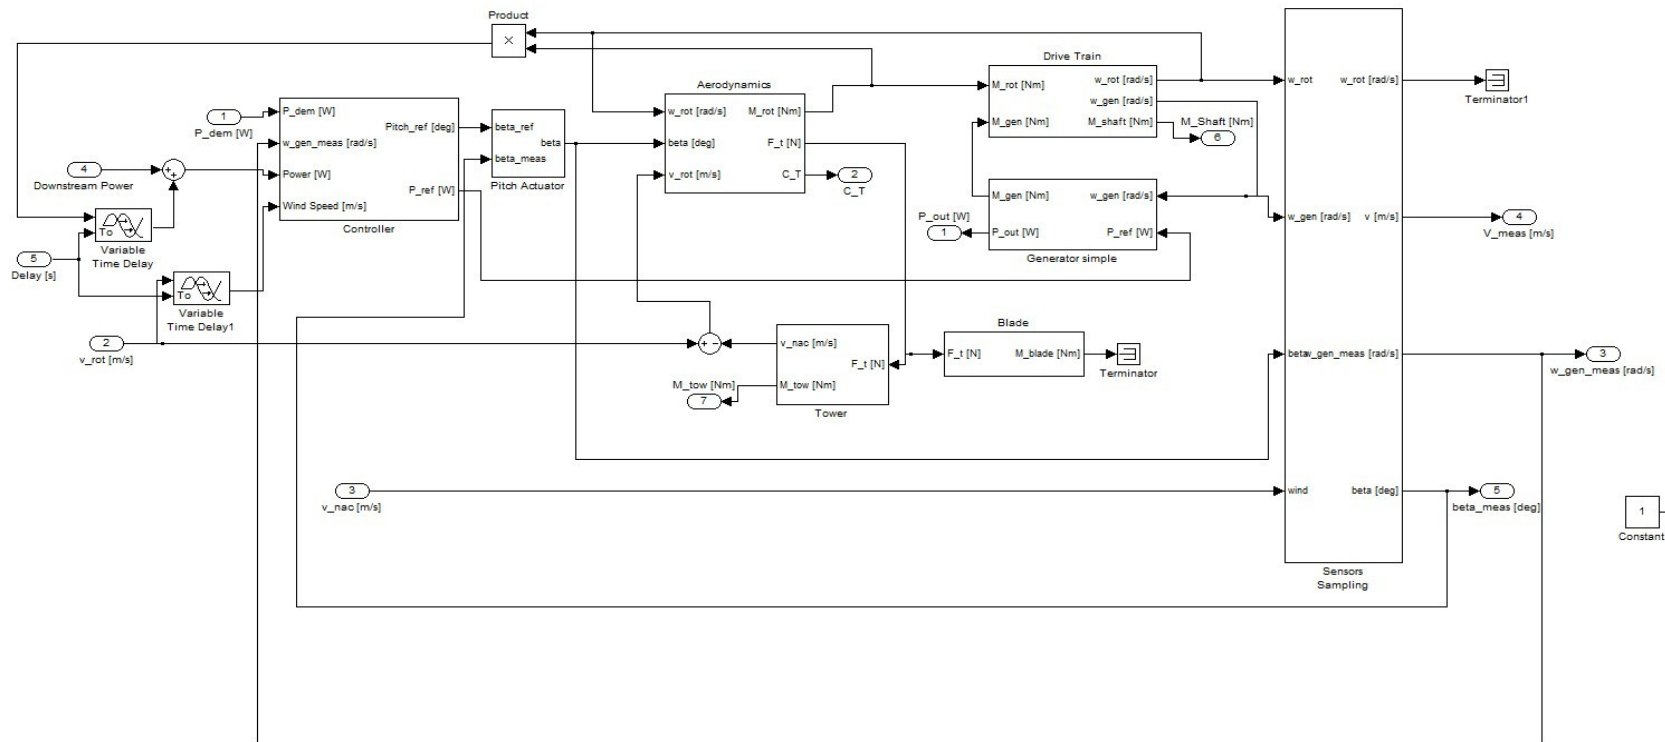 Product
×
Drive Train
M_rot [Nm]
w_rot [rad/s]
w_gen [rad/s]
M_gen [Nm]
M_shaft [Nm]
M_Shaft [Nm]
6
Aerodynamics
w_rot [rad/s]
M_rot [Nm]
beta [deg]
F_t [N]
v_rot [m/s]
C_T
2
C_T
1
P_dem [W]
P_dem [W]
Pitch_ref [deg]
w_gen_meas [rad/s]
Power [W]
P_ref [W]
Wind Speed [m/s]
Controller
beta_ref
beta
beta_meas
Pitch Actuator
4
Downstream Power
+
+
To
Variable
Time Delay
5
Delay [s]
To
Variable
Time Delay1
2
v_rot [m/s]
M_gen [Nm]
w_gen [rad/s]
P_out [W]
P_ref [W]
Generator simple
P_out [W]
1
+
-
v_nac [m/s]
F_t [N]
M_tow [Nm]
Tower
M_tow [Nm]
7
Blade
F_t [N]
M_blade [Nm]
Terminator
3
v_nac [m/s]
w_rot
w_rot [rad/s]
w_gen [rad/s]
v [m/s]
beta
w_gen_meas [rad/s]
wind
beta [deg]
Sensors
Sampling
Terminator1
4
V_meas [m/s]
3
w_gen_meas [rad/s]
5
beta_meas [deg]
1
Constant